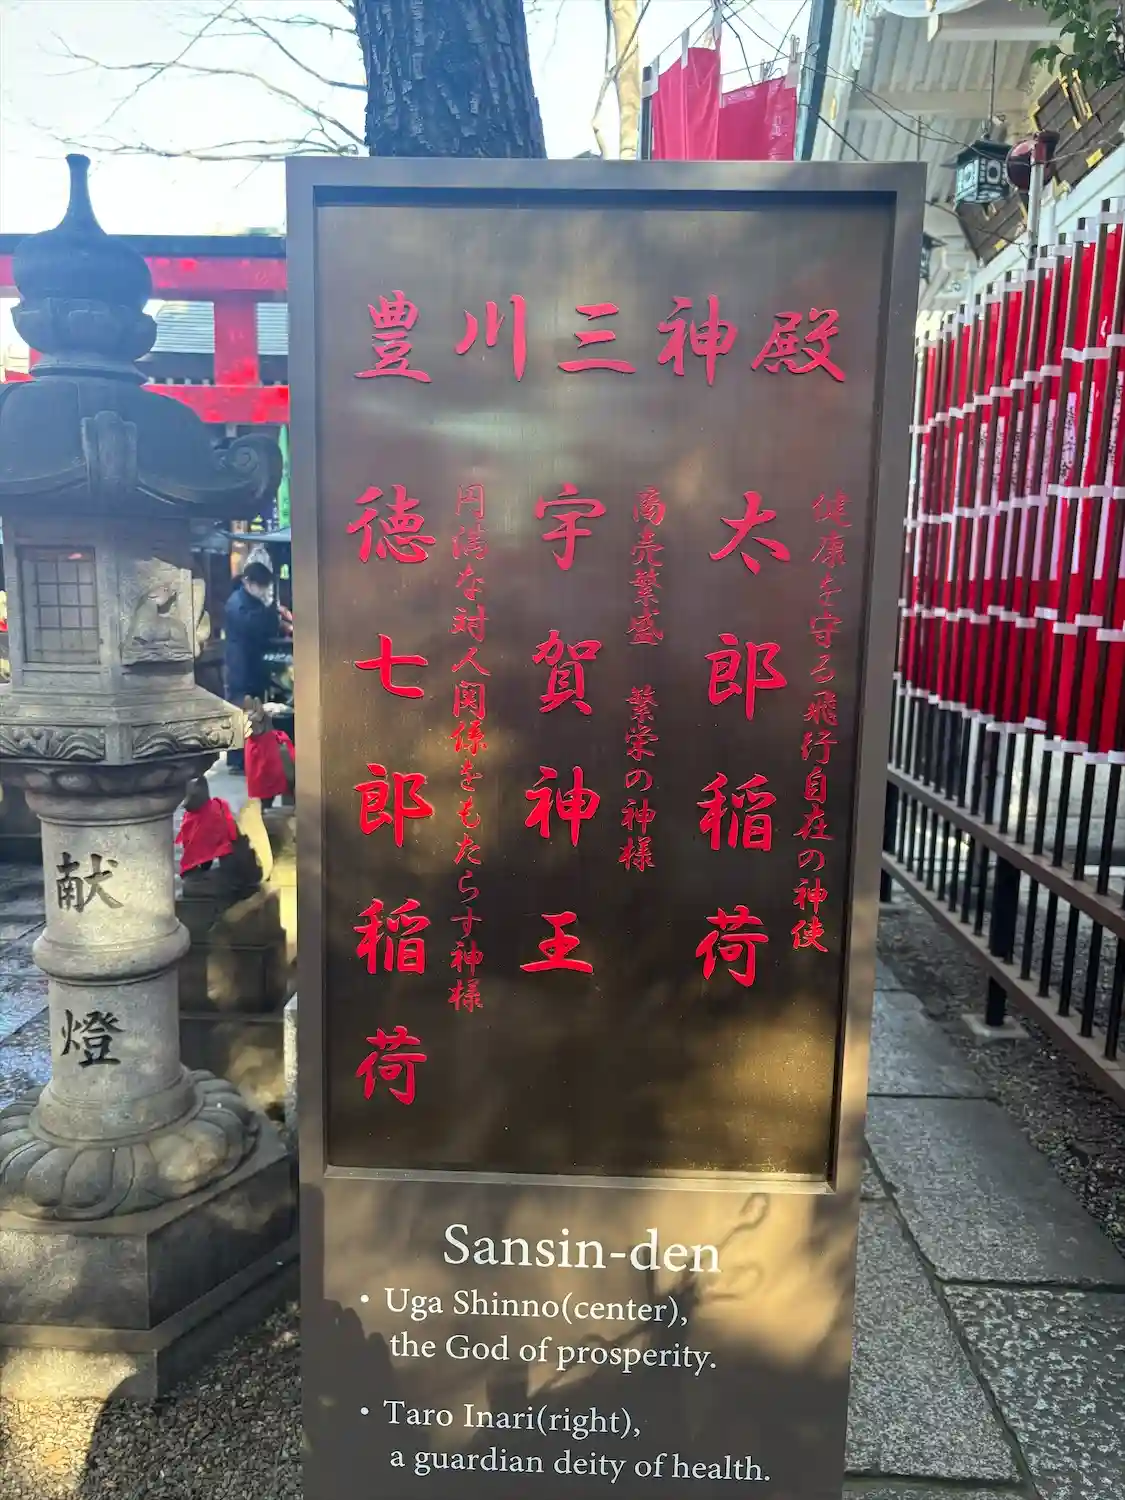 豊川三神殿
健康を守る飛行自在の神使
太郎稲荷
商売繁盛 繁栄の神様
宇賀神王
円満な対人関係をもたらす神様
徳七郎稲荷
献燈
Sansin-den
• Uga Shinno(center),
the God of prosperity.
• Taro Inari(right),
a guardian deity of health.